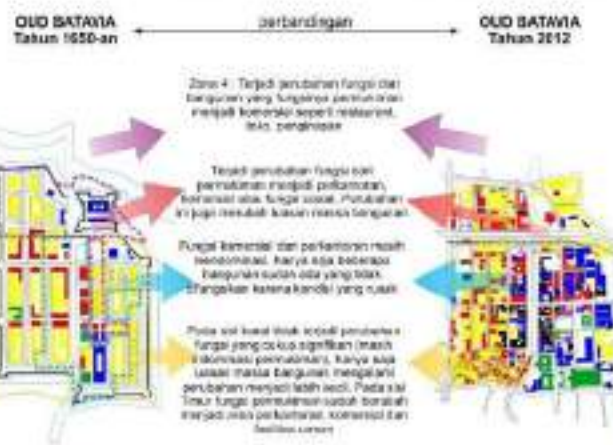 OUD BATAVIA
Tahun 1650-an
perbandingan
OUD BATAVIA
Tahun 2012
Zona 4 : Terjadi perubahan fungsi dari
bangunan yang fungsinya permukiman
menjadi komersial seperti restaurant,
toko, penginapan
Terjadi perubahan fungsi dari
permukiman menjadi perkantoran,
komersial atau fungsi sosial. Perubahan
ini juga merubah luasan massa bangunan
Fungsi komersial dan perkantoran masih
mendominasi, hanya saja beberapa
bangunan sudah ada yang tidak
difungsikan karena kondisi yang rusak
Pada sisi barat tidak terjadi perubahan
fungsi yang cukup signifikan (masih
didominasi permukiman), hanya saja
luasan massa bangunan mengalami
perubahan menjadi lebih kecil. Pada sisi
Timur fungsi permukiman sudah berubah
menjadi area perkantoran, komersial dan
fasilitas umum